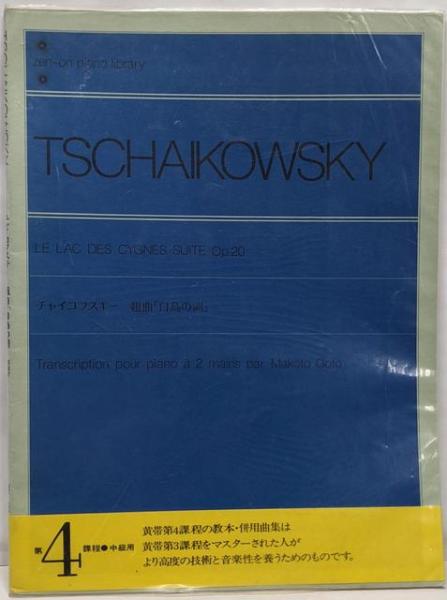 zen-on piano library
TSCHAIKOWSKY
LE LAC DES CYGNES SUITE Op.20
チャイコフスキー 組曲「白鳥の湖」
Transcription pour piano à 2 mains par Makoto Goto
第4課程●中級用
黄帯第4課程の教本・併用曲集は
黄帯第3課程をマスターされた人が
より高度の技術と音楽性を養うためのものです。